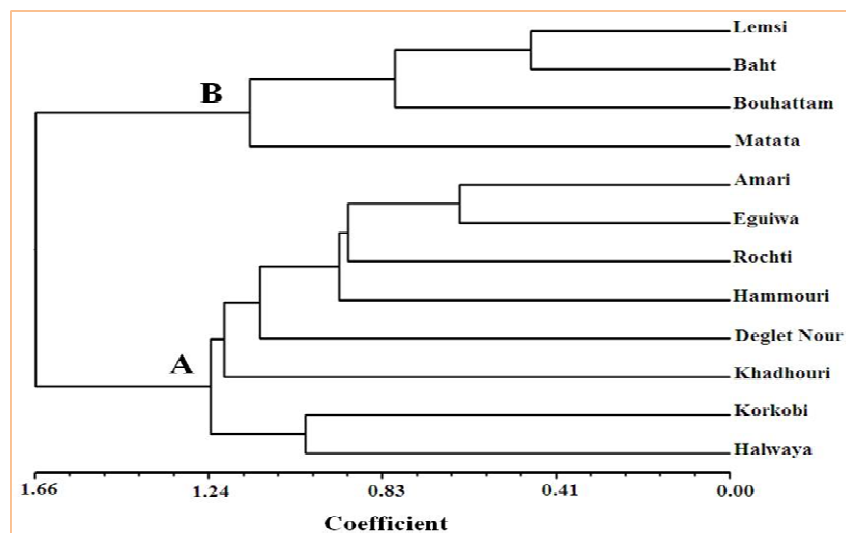 Lemsi
Baht
B
Bouhattam
Matata
Amari
Eguiwa
Rochti
Hammouri
Deglet Nour
A
Khadhouri
Korkobi
Halwaya
1.66 1.24 0.83 0.41 0.00
Coefficient